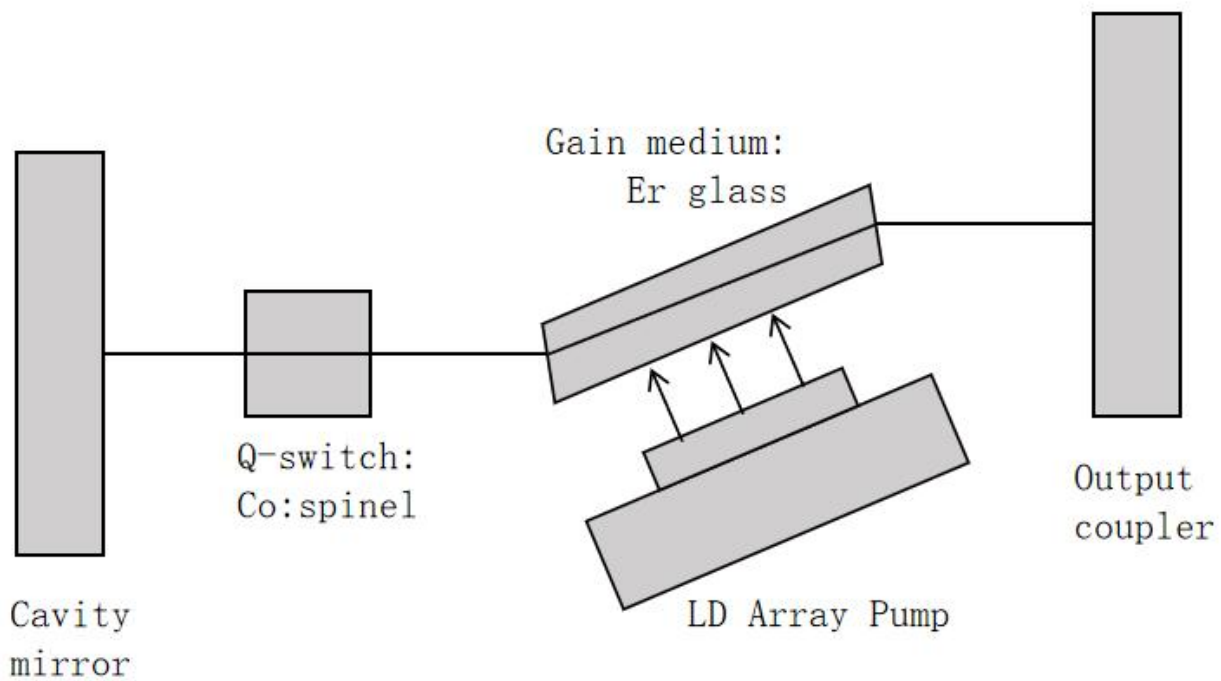 Gain medium:
Er glass
Q-switch:
Co:spinel
Output
coupler
Cavity
mirror
LD Array Pump